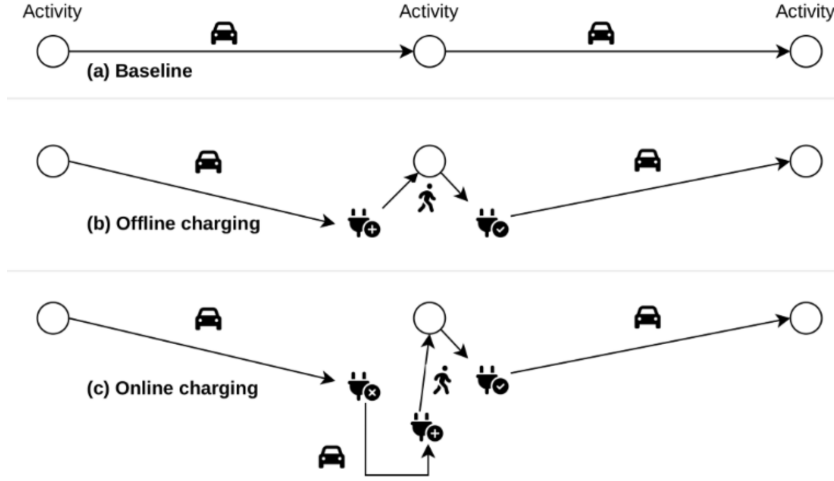 Activity
Activity
Activity
(a) Baseline
(b) Offline charging
(c) Online charging